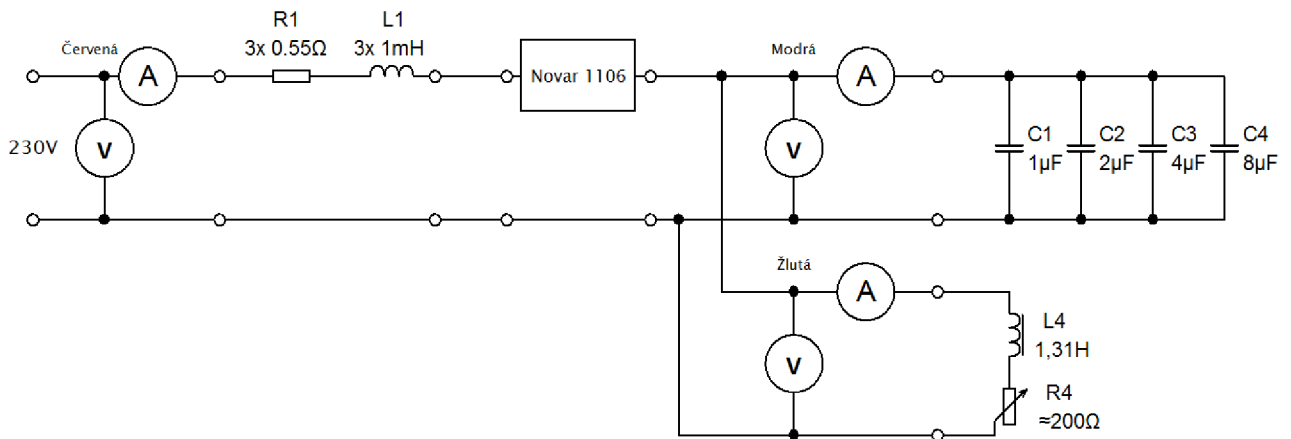 R1
3x 0.55Ω
L1
3x 1mH
Červená
Modrá
A
Novar 1106
A
230V
V
V
C1
1µF
C2
2µF
C3
4µF
C4
8µF
Žlutá
A
V
L4
1,31H
R4
≈200Ω